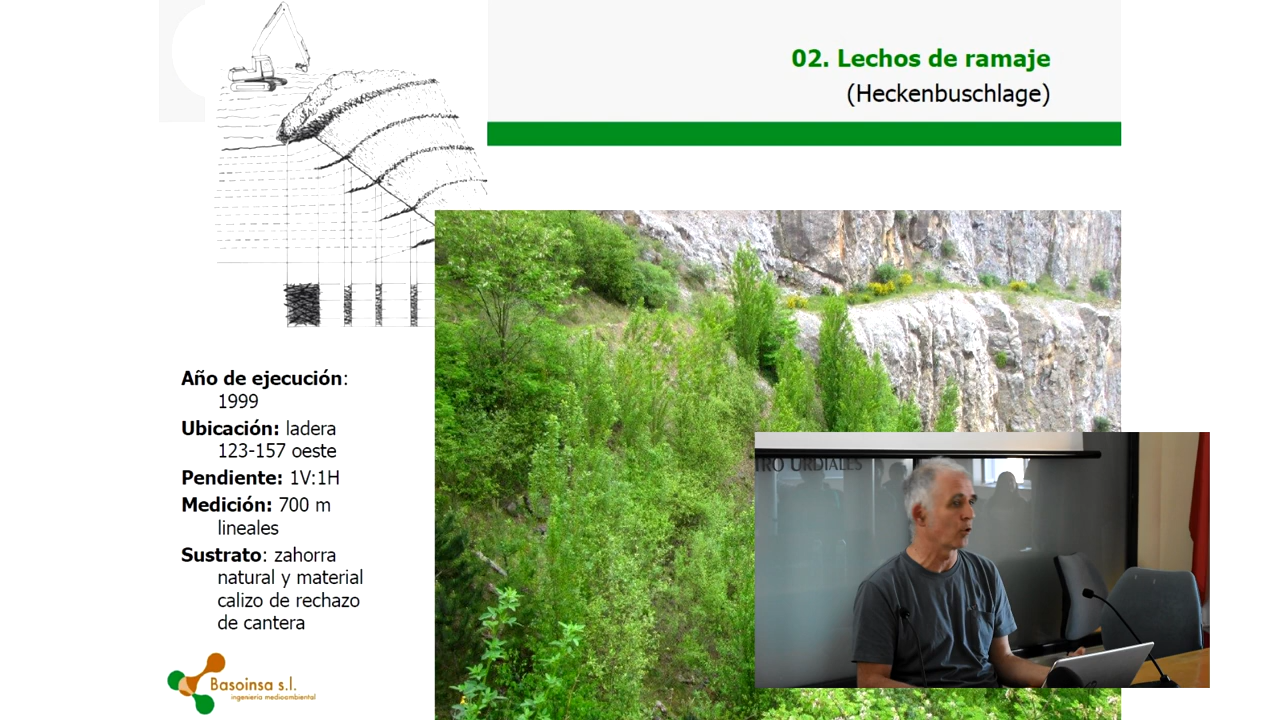 02. Lechos de ramaje
(Heckenbuschlage)
Año de ejecución:
1999
Ubicación: ladera
123-157 oeste
Pendiente: 1V:1H
Medición: 700 m
lineales
Sustrato: zahorra
natural y material
calizo de rechazo
de cantera
TRO URDIALES
Basoinsa s.l.
ingeniería medioambiental